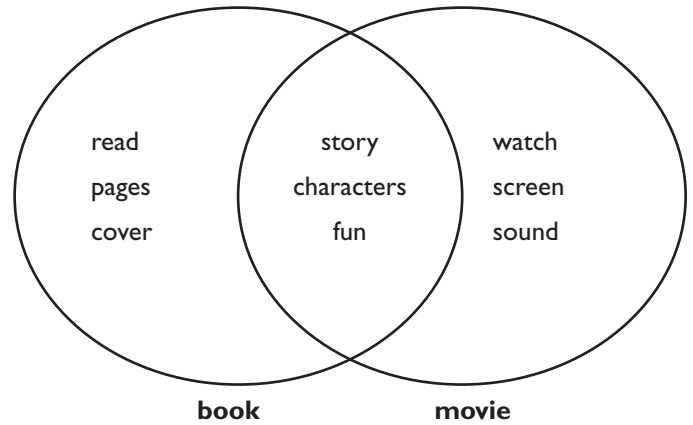 read
pages
cover
story
characters
fun
watch
screen
sound
book
movie